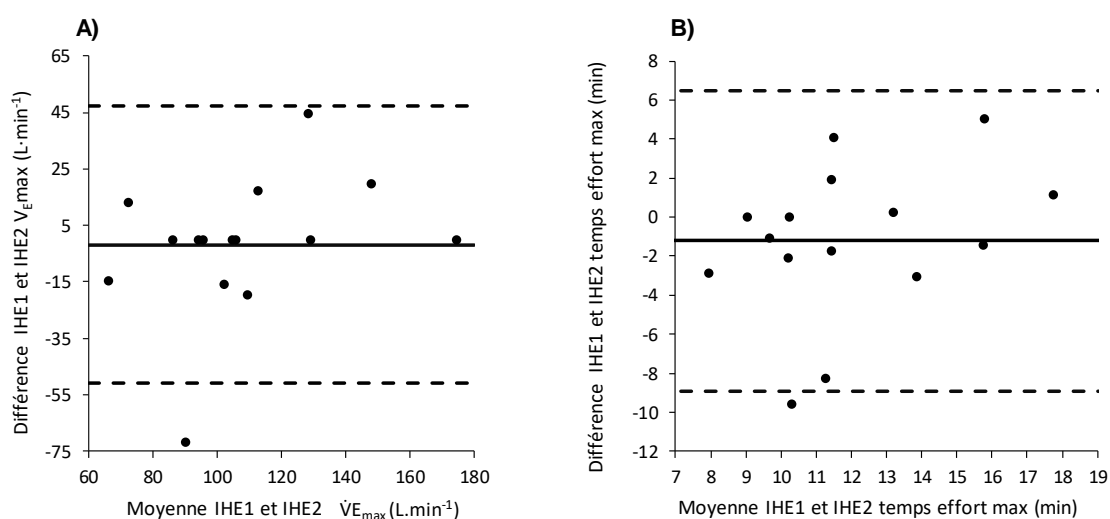 A)
Différence IHE1 et IHE2 V̇ᴇmax (L·min⁻¹)
65
45
25
5
-15
-35
-55
-75
60 80 100 120 140 160 180
Moyenne IHE1 et IHE2 V̇Eₘₐₓ (L.min⁻¹)
B)
Différence IHE1 et IHE2 temps effort max (min)
8
6
4
2
0
-2
-4
-6
-8
-10
-12
7 8 9 10 11 12 13 14 15 16 17 18 19
Moyenne IHE1 et IHE2 temps effort max (min)